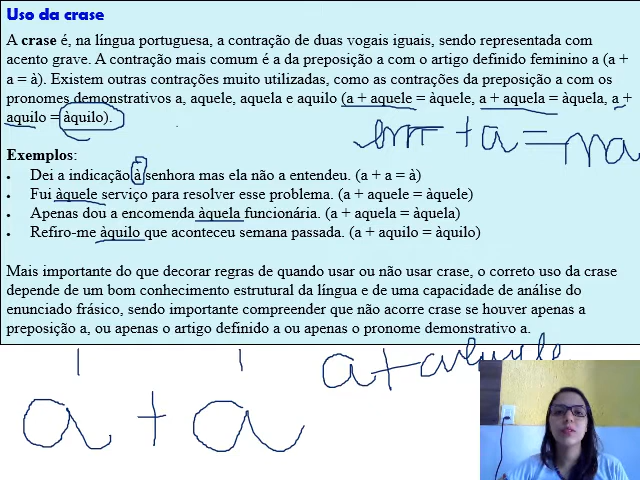 Uso da crase
A crase é, na língua portuguesa, a contração de duas vogais iguais, sendo representada com
acento grave. A contração mais comum é a da preposição a com o artigo definido feminino a (a +
a = à). Existem outras contrações muito utilizadas, como as contrações da preposição a com os
pronomes demonstrativos a, aquele, aquela e aquilo (a + aquele = àquele, a + aquela = àquela, a +
aquilo = àquilo).
em + a = na
Exemplos:
• Dei a indicação à senhora mas ela não a entendeu. (a + a = à)
• Fui àquele serviço para resolver esse problema. (a + aquele = àquele)
• Apenas dou a encomenda àquela funcionária. (a + aquela = àquela)
• Refiro-me àquilo que aconteceu semana passada. (a + aquilo = àquilo)
Mais importante do que decorar regras de quando usar ou não usar crase, o correto uso da crase
depende de um bom conhecimento estrutural da língua e de uma capacidade de análise do
enunciado frásico, sendo importante compreender que não acorre crase se houver apenas a
preposição a, ou apenas o artigo definido a ou apenas o pronome demonstrativo a.
a + aquele
a + a